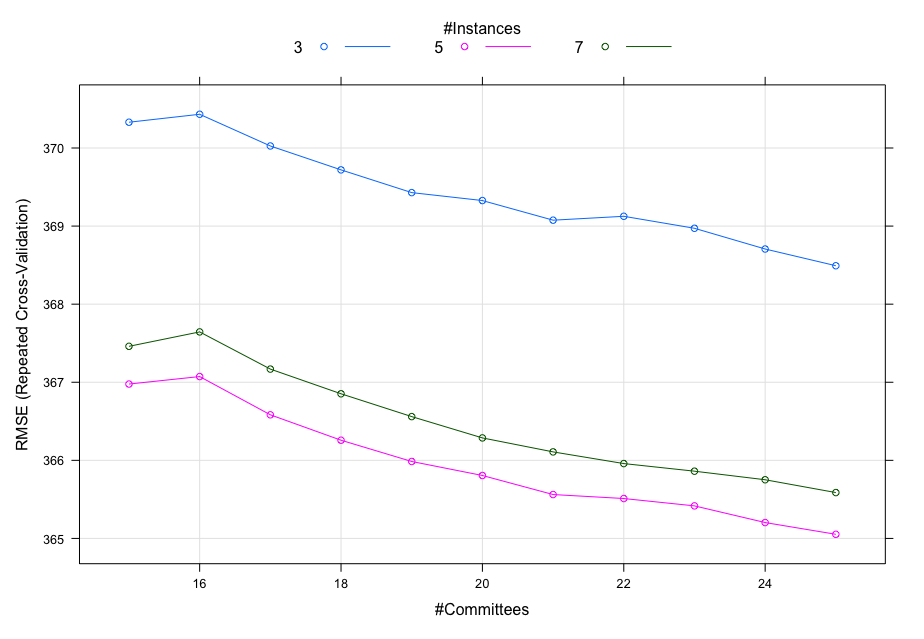 #Instances
3 5 7
370
369
368
367
366
365
RMSE (Repeated Cross-Validation)
16 18 20 22 24
#Committees